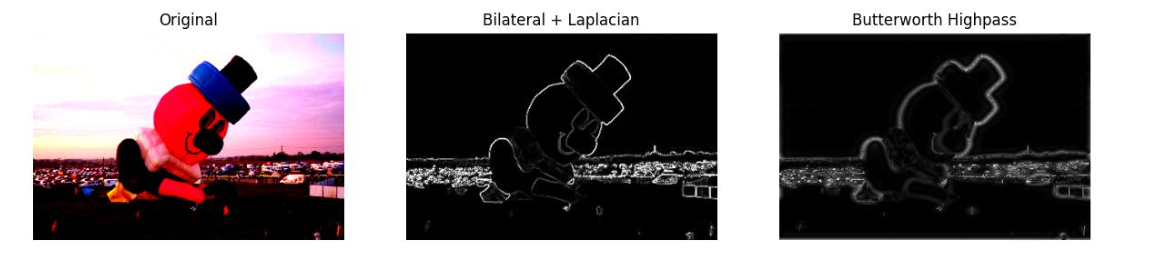 Original
Bilateral + Laplacian
Butterworth Highpass